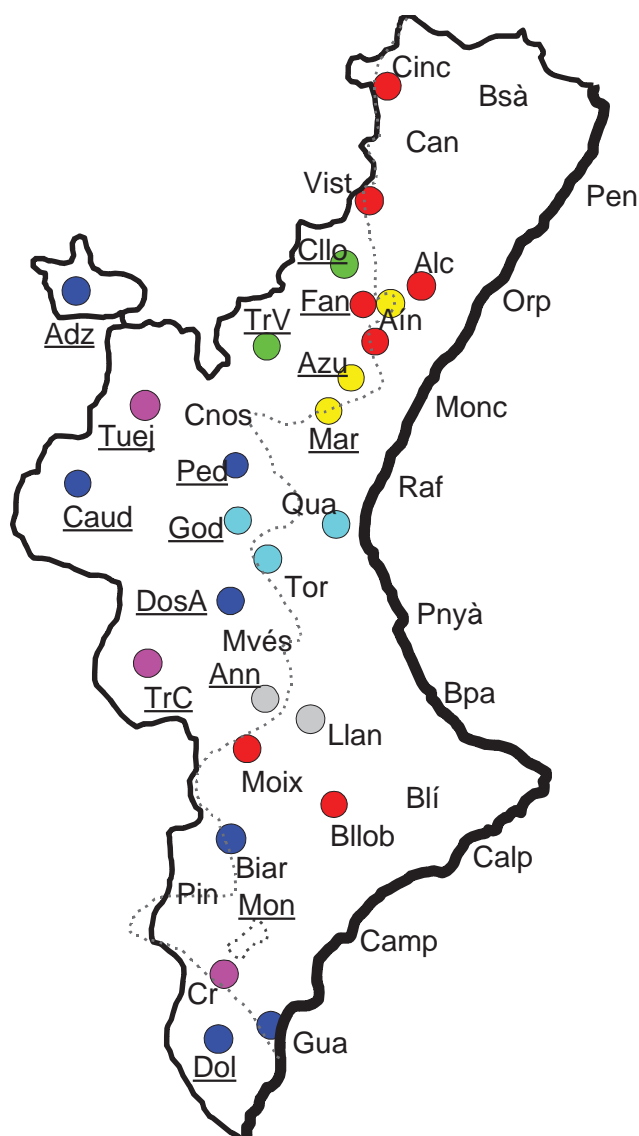 Cinc
Bsà
Can
Vist
Pen
Cllo
Alc
Fan
Orp
Adz
TrV
Ain
Azu
Monc
Tuej
Cnos
Mar
Ped
Raf
Caud
God
Qua
Tor
DosA
Pnyà
Mvés
Ann
TrC
Bpa
Llan
Moix
Blí
Bllob
Calp
Biar
Pin
Mon
Camp
Cr
Gua
Dol